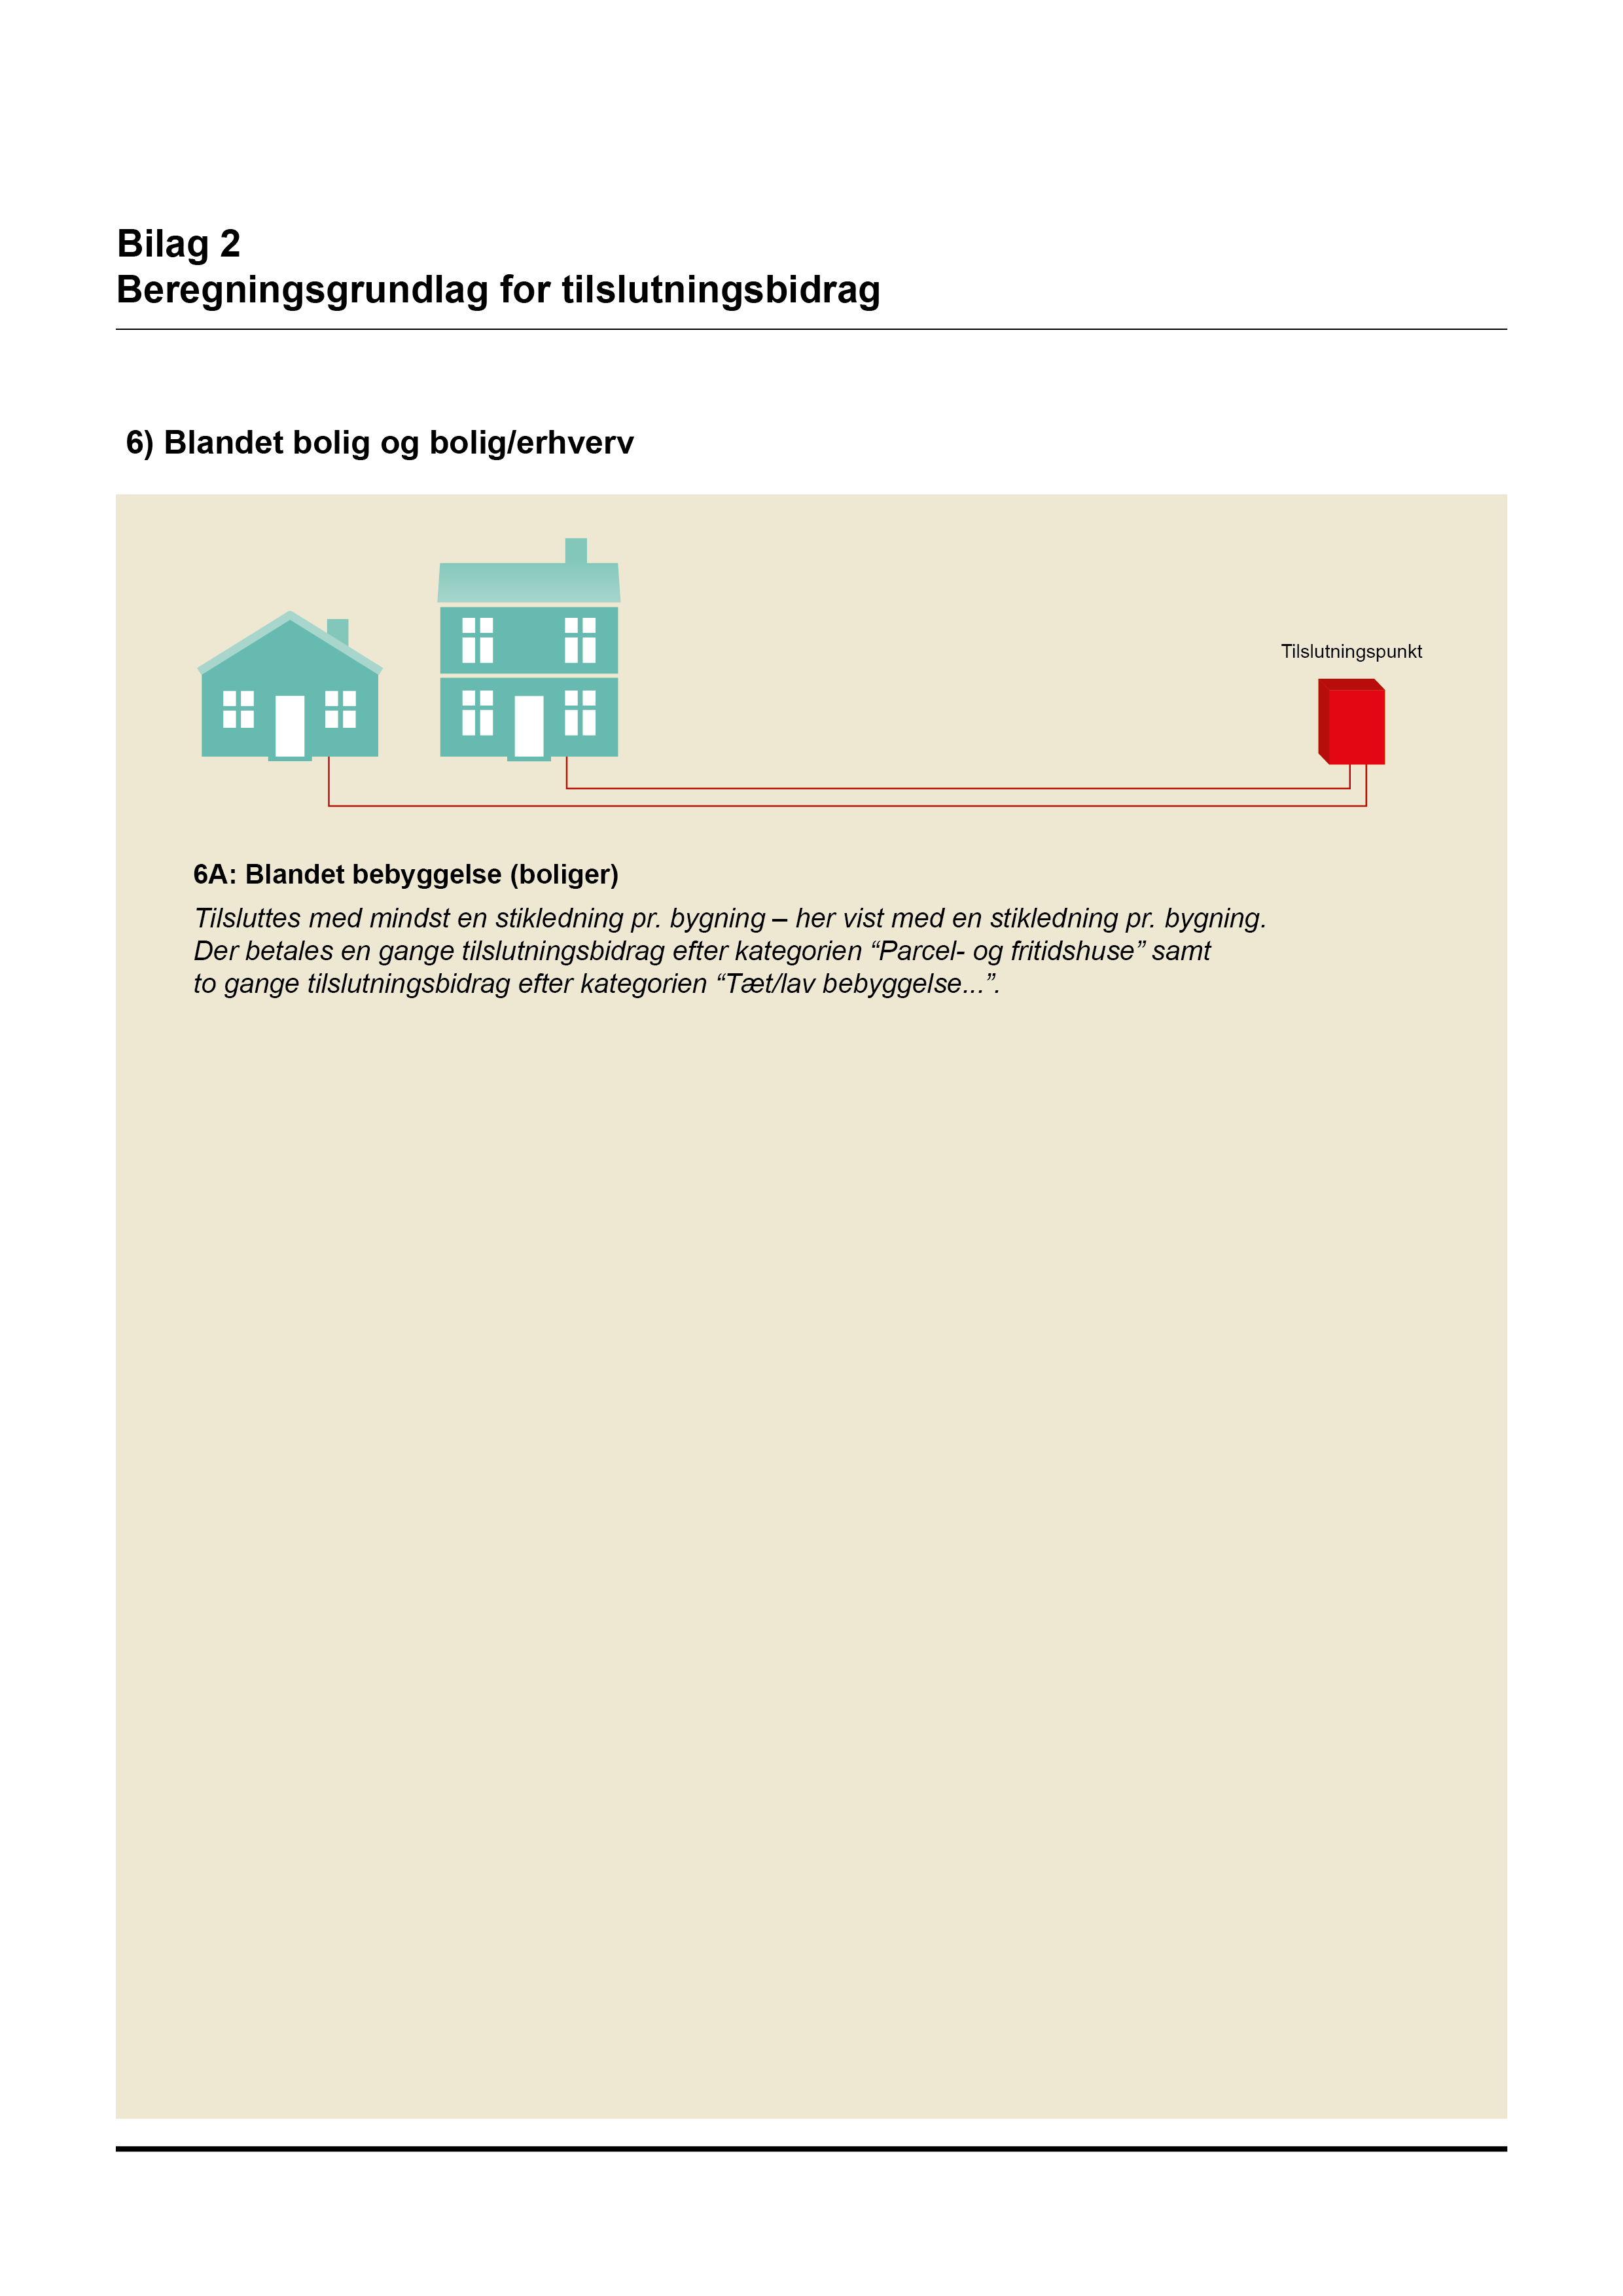 Bilag 2
Beregningsgrundlag for tilslutningsbidrag
6) Blandet bolig og bolig/erhverv
Tilslutningspunkt
6A: Blandet bebyggelse (boliger)
Tilsluttes med mindst en stikledning pr. bygning – her vist med en stikledning pr. bygning.
Der betales en gange tilslutningsbidrag efter kategorien “Parcel- og fritidshuse” samt
to gange tilslutningsbidrag efter kategorien “Tæt/lav bebyggelse...”.